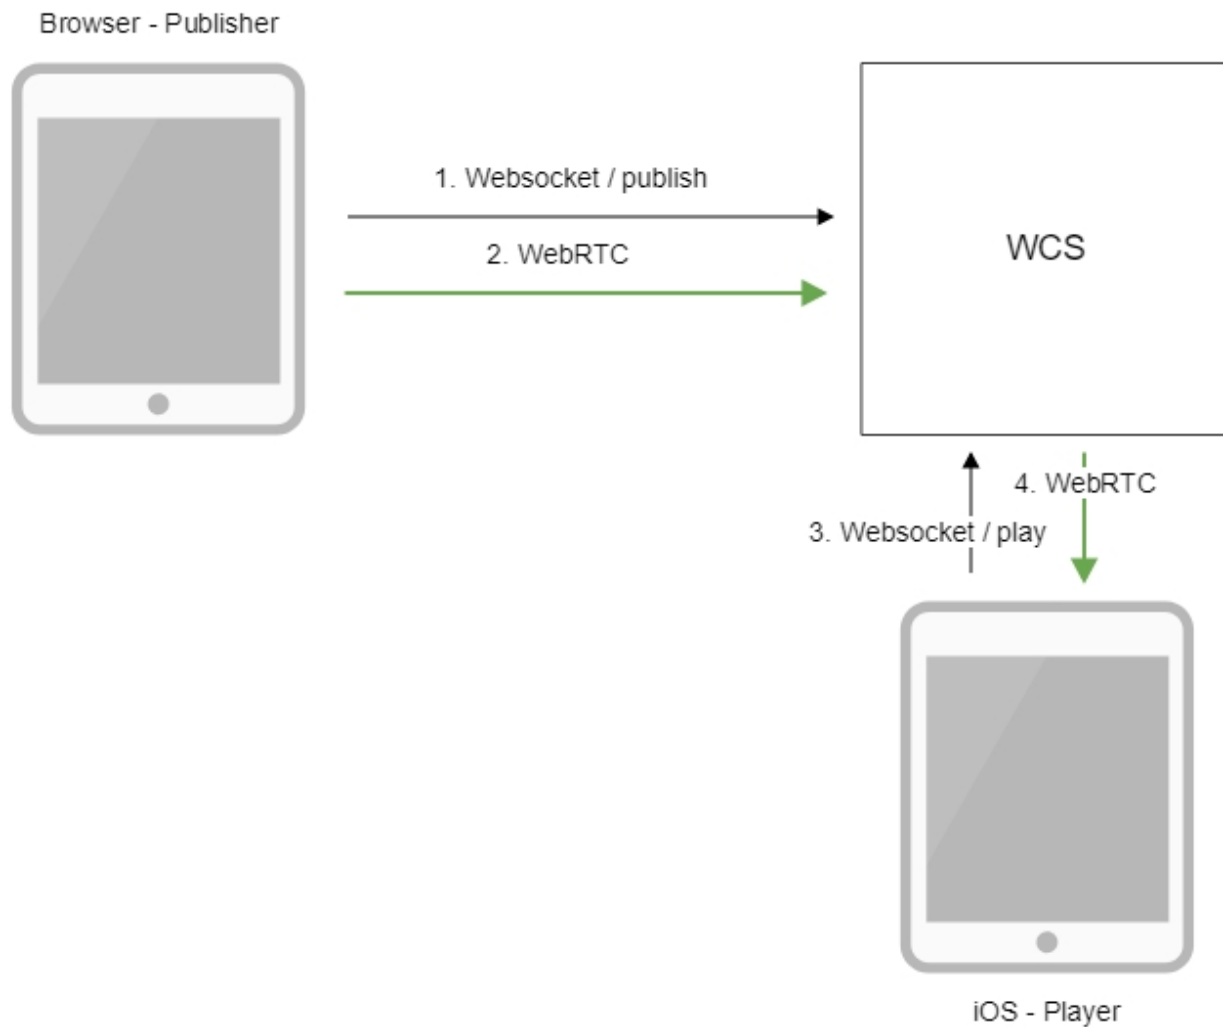 Browser - Publisher
1. Websocket / publish
2. WebRTC
WCS
4. WebRTC
3. Websocket / play
iOS - Player